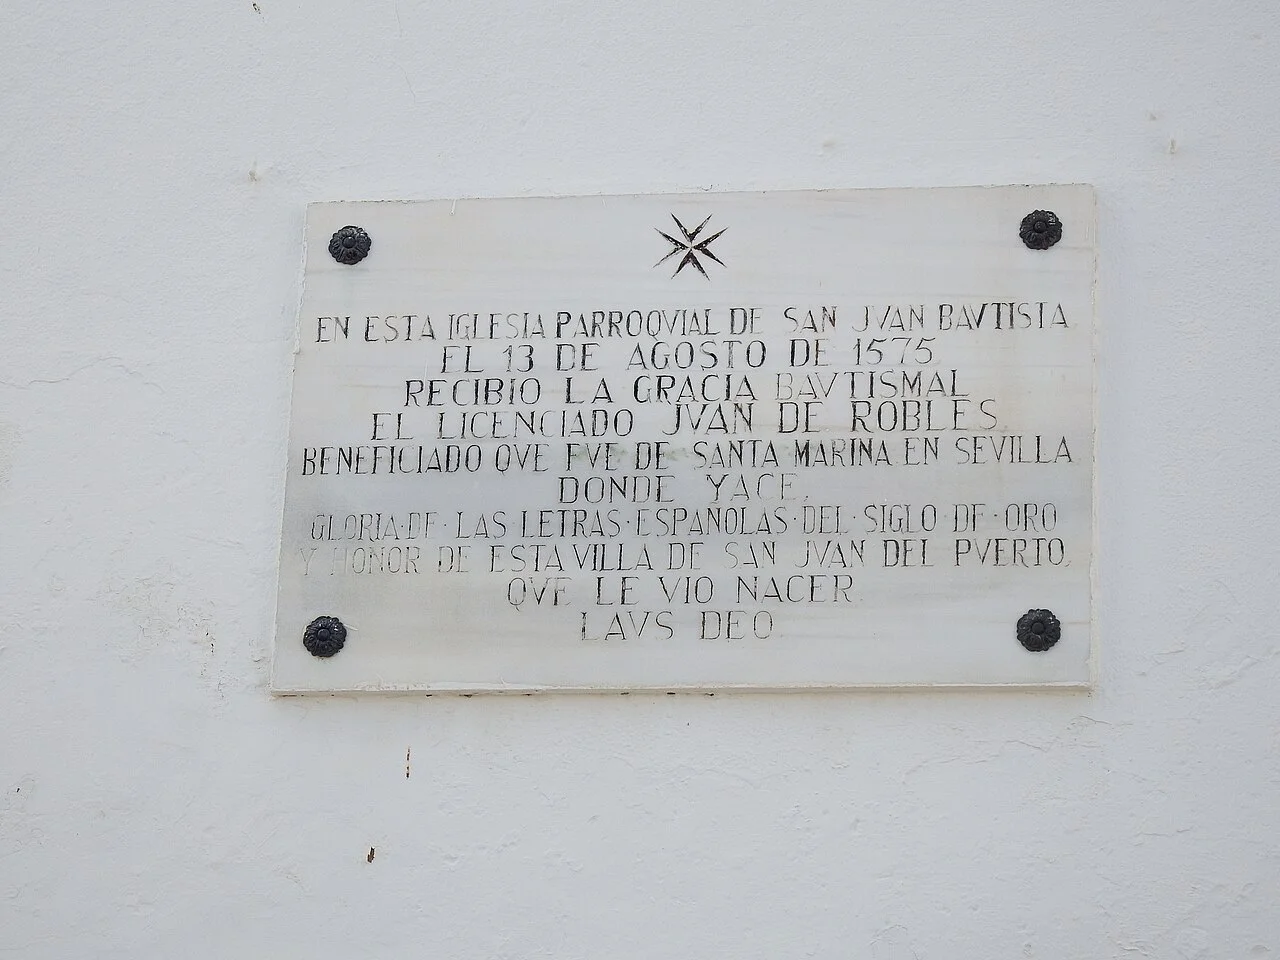 EN ESTA IGLESIA PARROQVIAL DE SAN JVAN BAVTISTA
EL 13 DE AGOSTO DE 1575
RECIBIO LA GRACIA BAVTISMAL
EL LICENCIADO JVAN DE ROBLES
BENEFICIADO QVE FVE DE SANTA MARINA EN SEVILLA
DONDE YACE.
GLORIA·DE·LAS LETRAS·ESPAÑOLAS·DEL·SIGLO·DE·ORO
Y HONOR DE ESTA VILLA DE SAN JVAN DEL PVERTO,
QVE LE VIO NACER
LAVS DEO